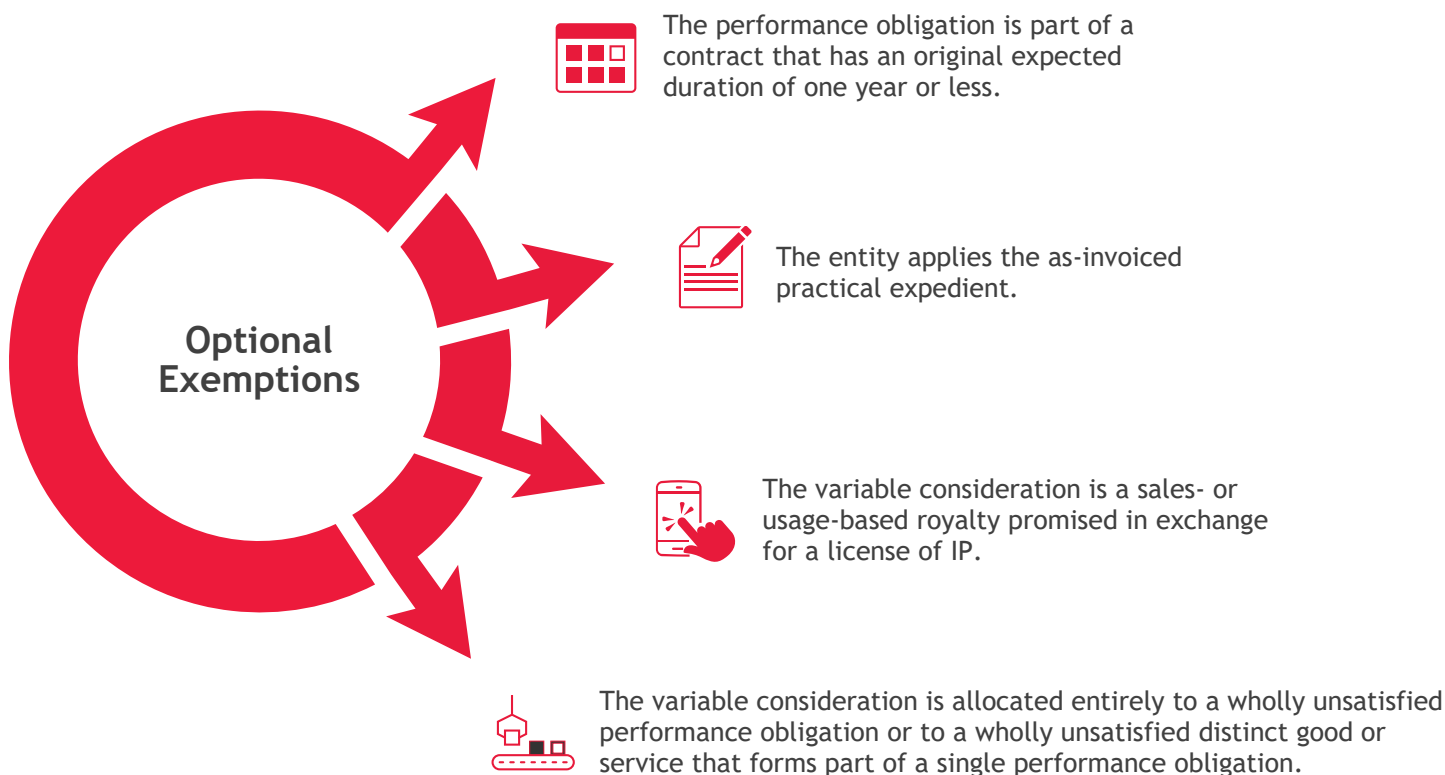 The performance obligation is part of a
contract that has an original expected
duration of one year or less.
Optional
Exemptions
The entity applies the as-invoiced
practical expedient.
The variable consideration is a sales- or
usage-based royalty promised in exchange
for a license of IP.
The variable consideration is allocated entirely to a wholly unsatisfied
performance obligation or to a wholly unsatisfied distinct good or
service that forms part of a single performance obligation.